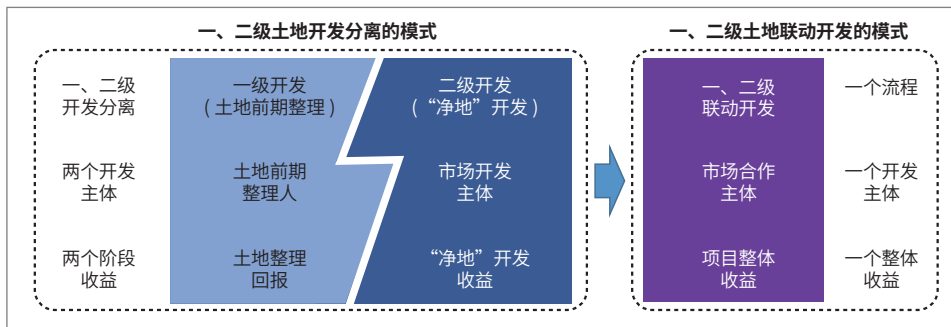 一、二级土地开发分离的模式
一、二级土地联动开发的模式
一、二级
开发分离
一级开发
(土地前期整理)
二级开发
(“净地”开发)
一、二级
联动开发
一个流程
两个开发
主体
土地前期
整理人
市场开发
主体
市场合作
主体
一个开发
主体
两个阶段
收益
土地整理
回报
“净地”开发
收益
项目整体
收益
一个整体
收益